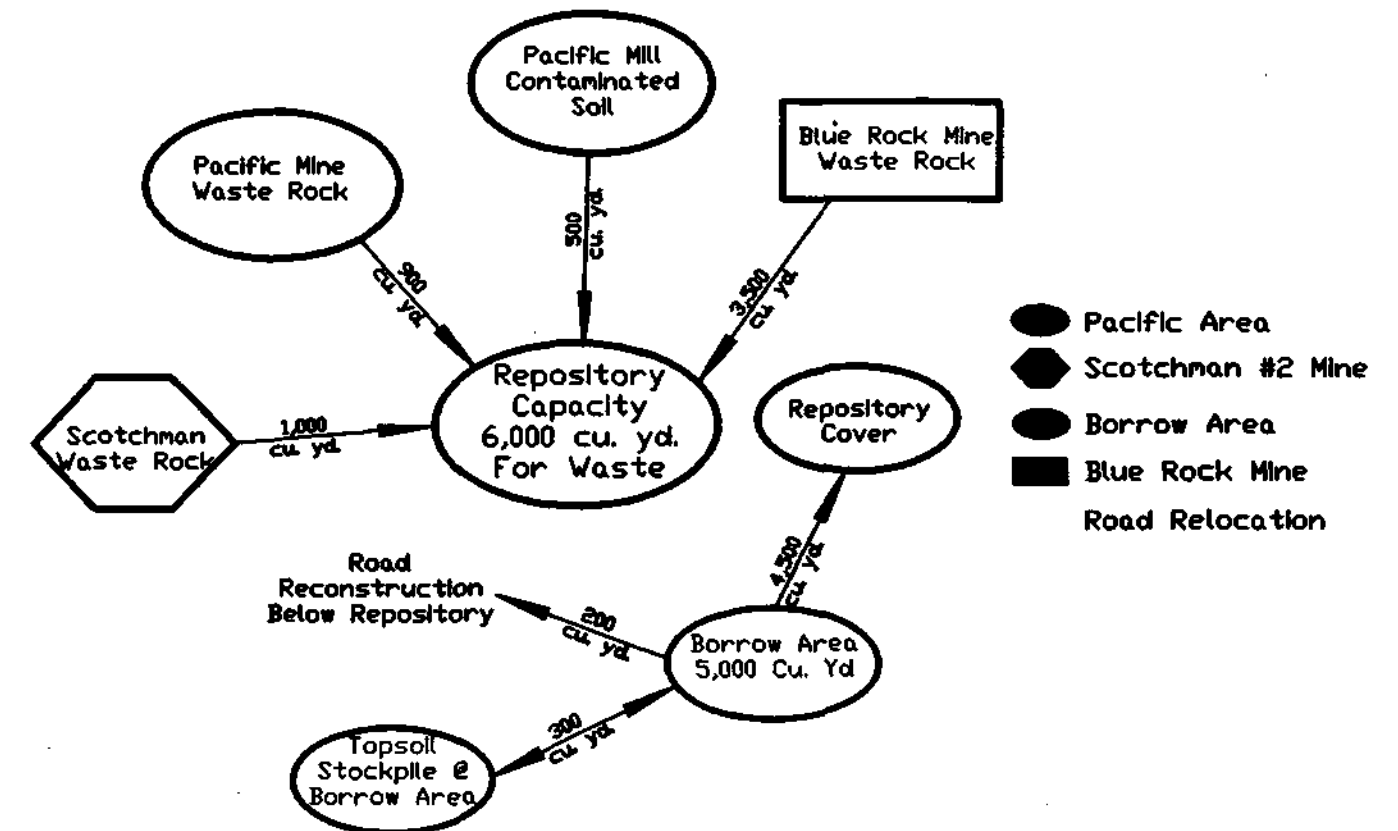 Pacific Mill
Contaminated
Soil
Pacific Mine
Waste Rock
Blue Rock Mine
Waste Rock
900
cu. yd.
500
cu. yd.
3,500
cu. yd.
Scotchman
Waste Rock
1,000
cu. yd.
Repository
Capacity
6,000 cu. yd.
For Waste
Repository
Cover
4,500
cu. yd.
Road
Reconstruction
Below Repository
200
cu. yd.
Borrow Area
5,000 Cu. Yd
300
cu. yd.
Topsoil
Stockpile @
Borrow Area
Pacific Area
Scotchman #2 Mine
Borrow Area
Blue Rock Mine
Road Relocation